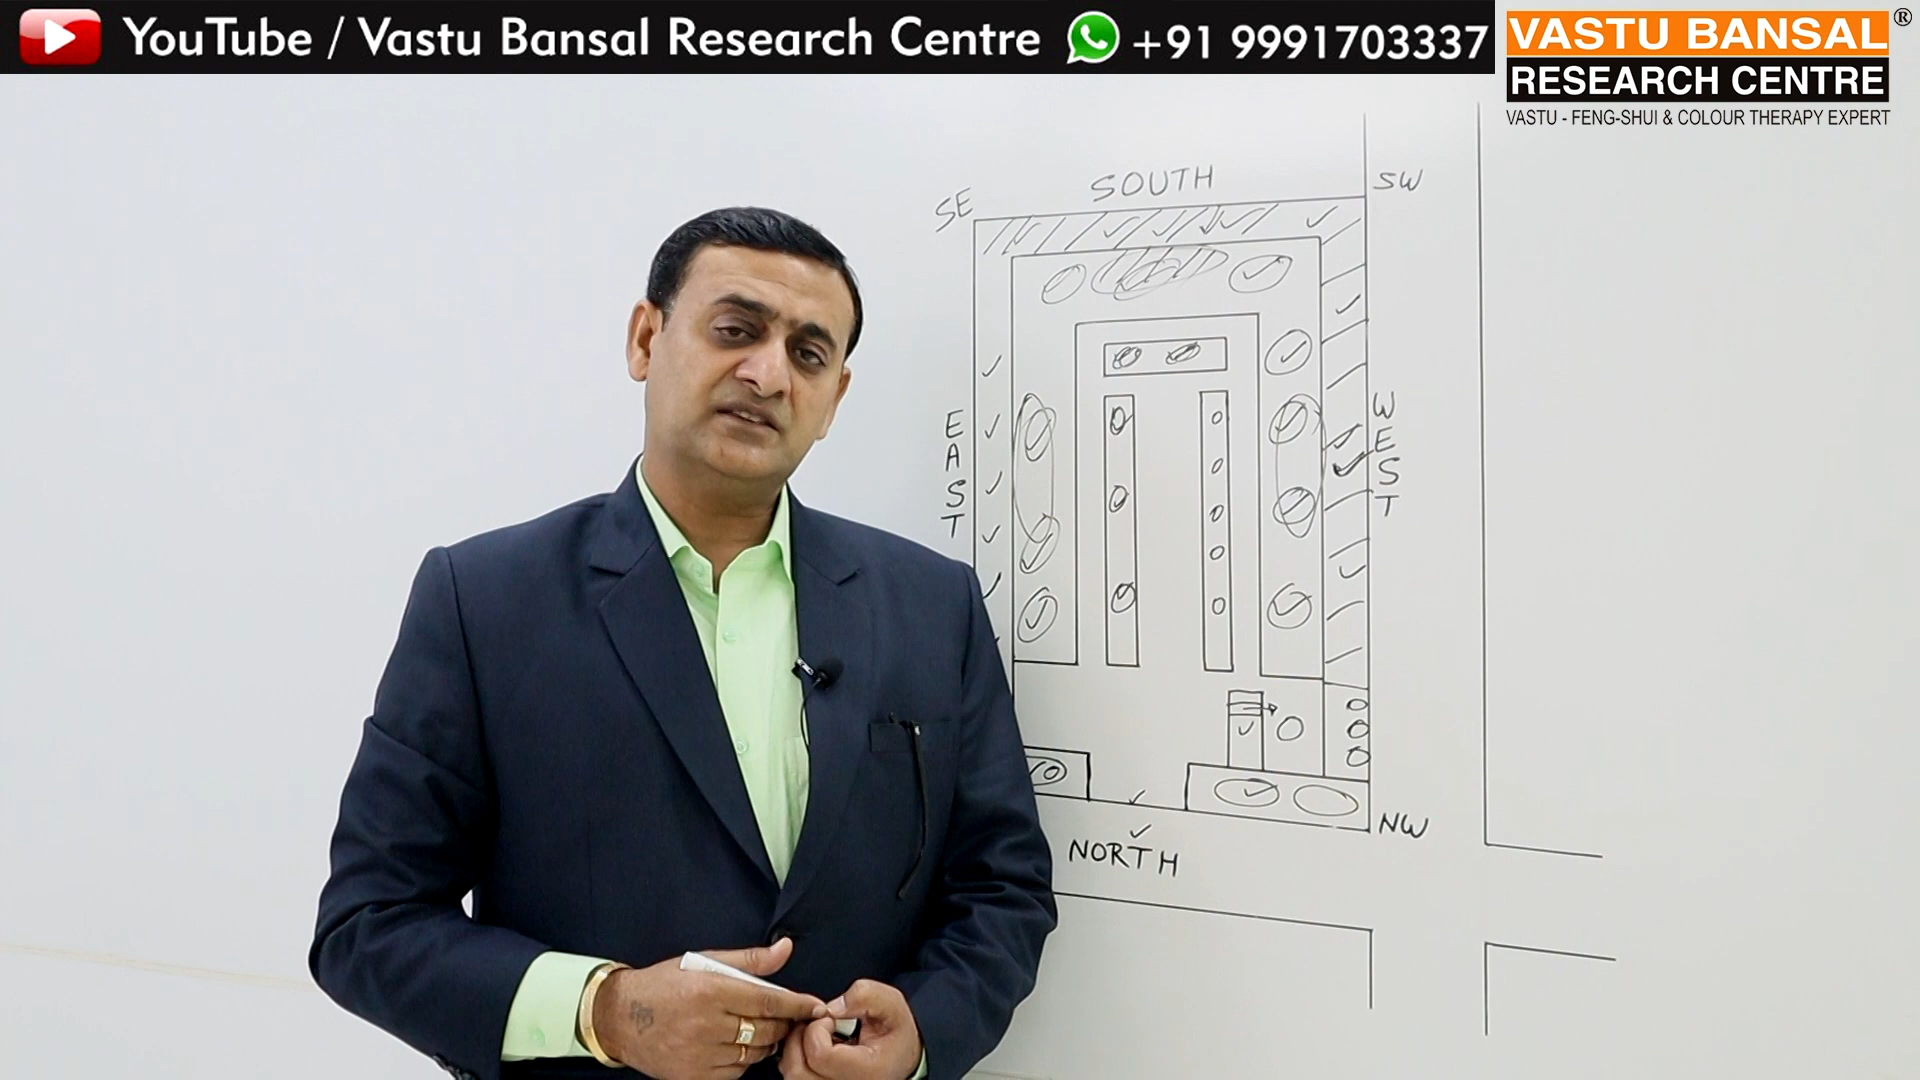 YouTube / Vastu Bansal Research Centre +91 9991703337
VASTU BANSAL®
RESEARCH CENTRE
VASTU - FENG-SHUI & COLOUR THERAPY EXPERT
SE
SOUTH
SW
EAST
WEST
NORTH
NW